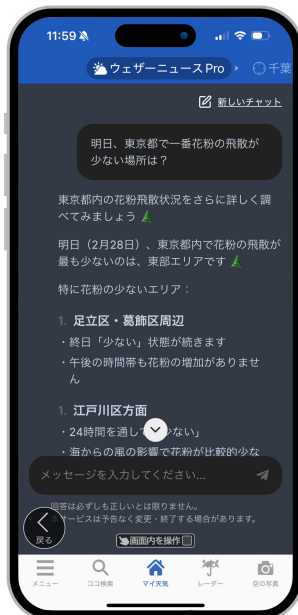 11:59
ウェザーニュース Pro
千葉
新しいチャット
明日、東京都で一番花粉の飛散が
少ない場所は？
東京都内の花粉飛散状況をさらに詳しく調
べてみましょう
明日（2月28日）、東京都内で花粉の飛散が
最も少ないのは、東部エリアです
特に花粉の少ないエリア：
1. 足立区・葛飾区周辺
・終日「少ない」状態が続きます
・午後の時間帯も花粉の増加がありませ
ん
1. 江戸川区方面
・24時間を通して 少ない」
・海からの風の影響で花粉が比較的少な
メッセージを入力してください...
回答は必ずしも正しいとは限りません。
サービスは予告なく変更・終了する場合があります。
戻る
画面内を操作
メニュー
ココ検索
マイ天気
レーダー
空の写真